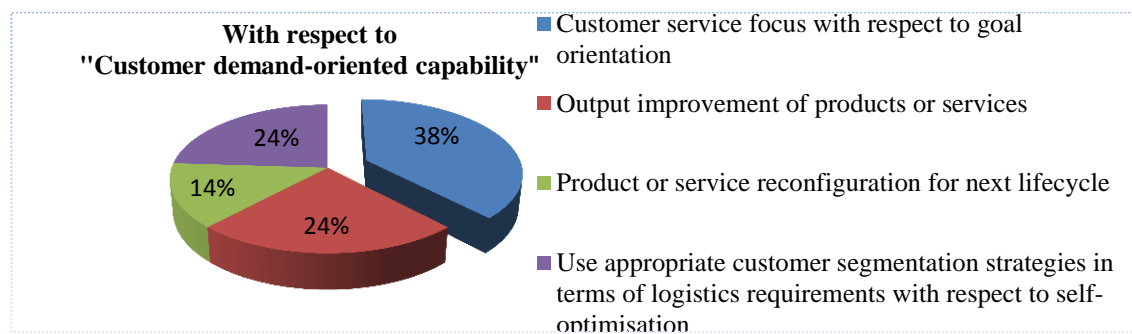 With respect to
"Customer demand-oriented capability"
38%
24%
14%
24%
Customer service focus with respect to goal
orientation
Output improvement of products or services
Product or service reconfiguration for next lifecycle
Use appropriate customer segmentation strategies in
terms of logistics requirements with respect to self-
optimisation